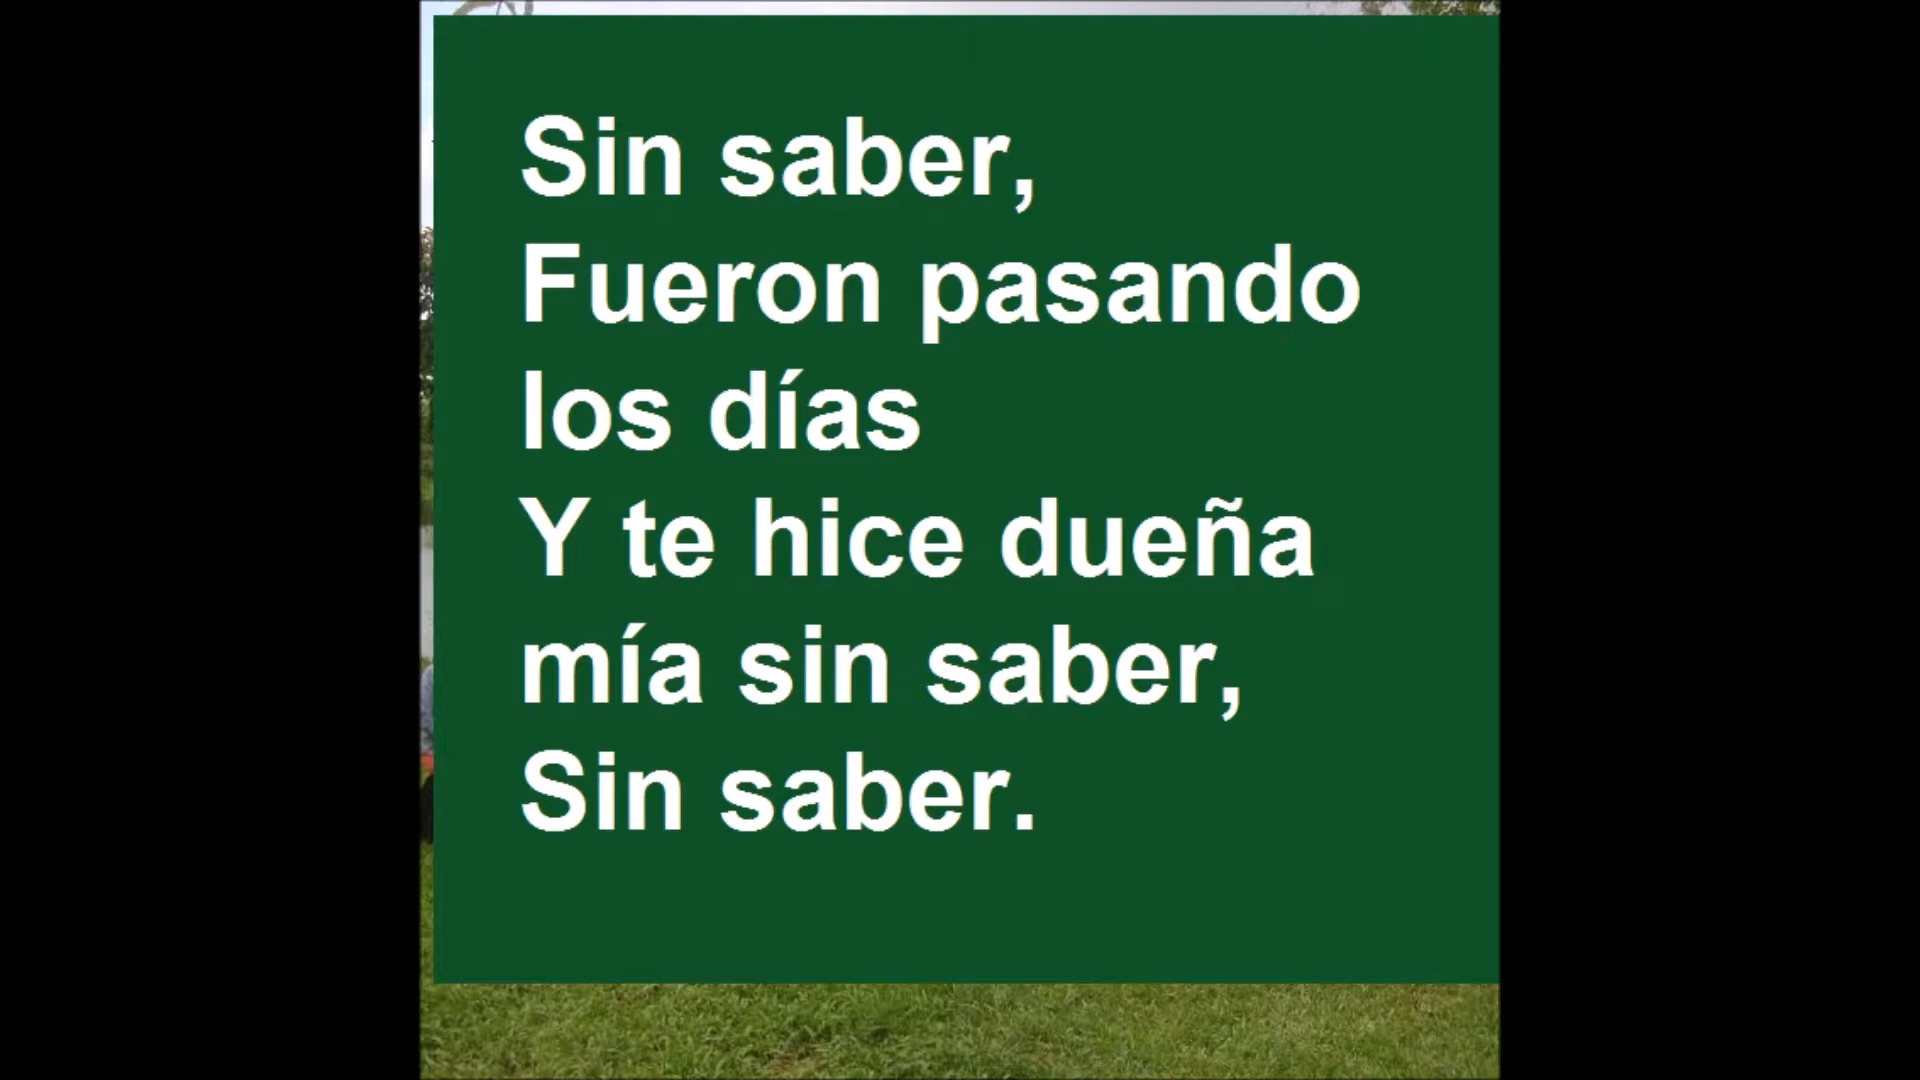 Sin saber,
Fueron pasando
los días
Y te hice dueña
mía sin saber,
Sin saber.